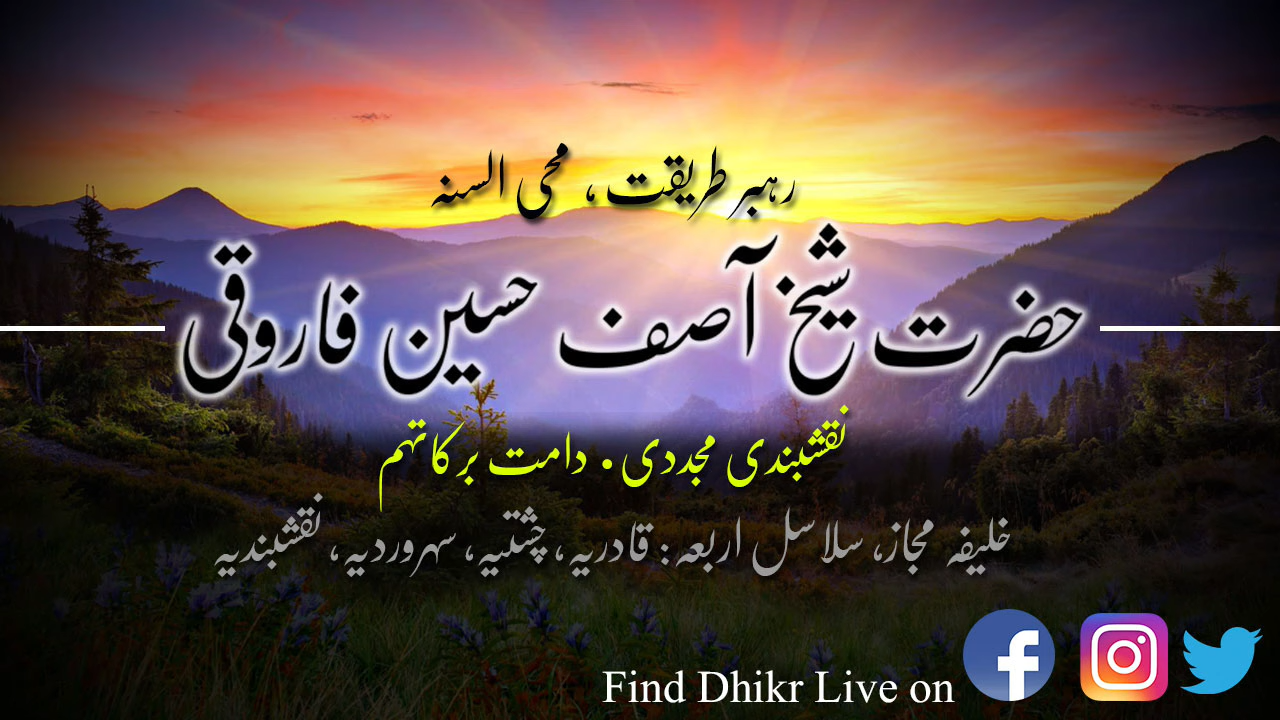 رہبر طریقت ، محی السنہ
حضرت شیخ آصف حسین فاروقی
نقشبندی مجددی • دامت برکاتہم
خلیفہ مجاز، سلاسل اربعہ: قادریہ، چشتیہ، سہروردیہ، نقشبندیہ
Find Dhikr Live on